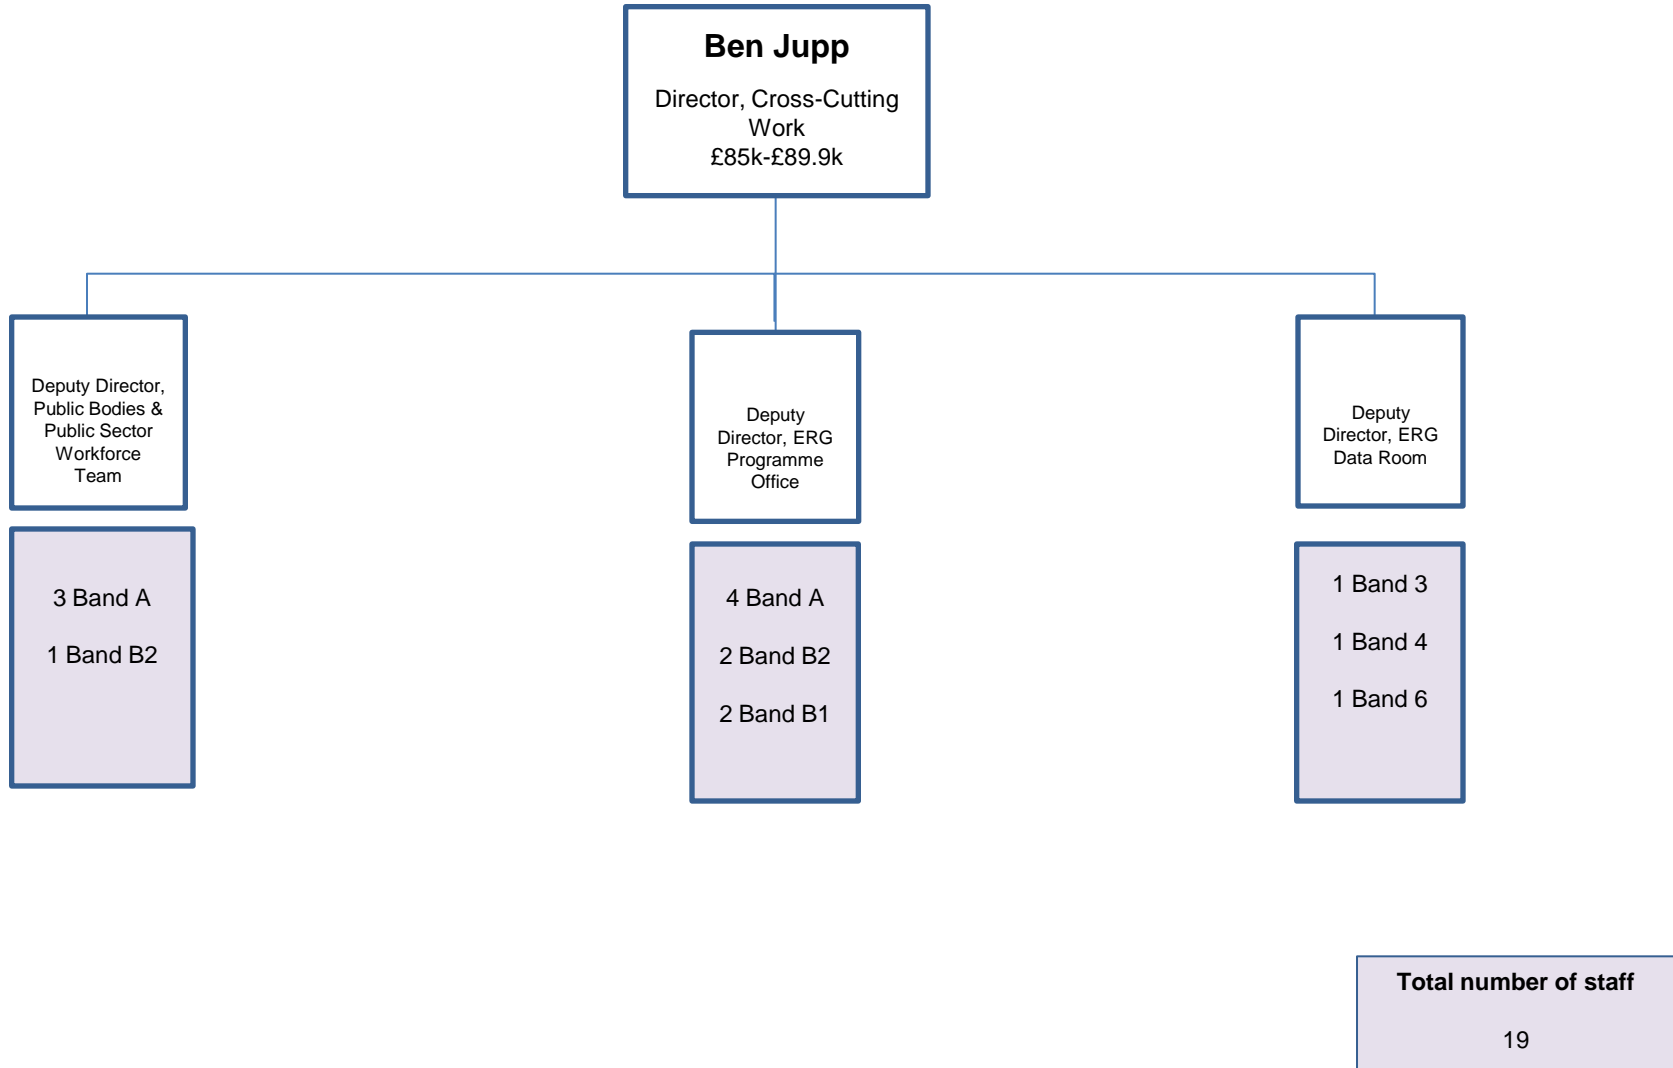 Ben Jupp
Director, Cross-Cutting
Work
£85k-£89.9k
Deputy Director,
Public Bodies &
Public Sector
Workforce
Team
Deputy
Director, ERG
Programme
Office
Deputy
Director, ERG
Data Room
3 Band A
1 Band B2
4 Band A
2 Band B2
2 Band B1
1 Band 3
1 Band 4
1 Band 6
Total number of staff
19